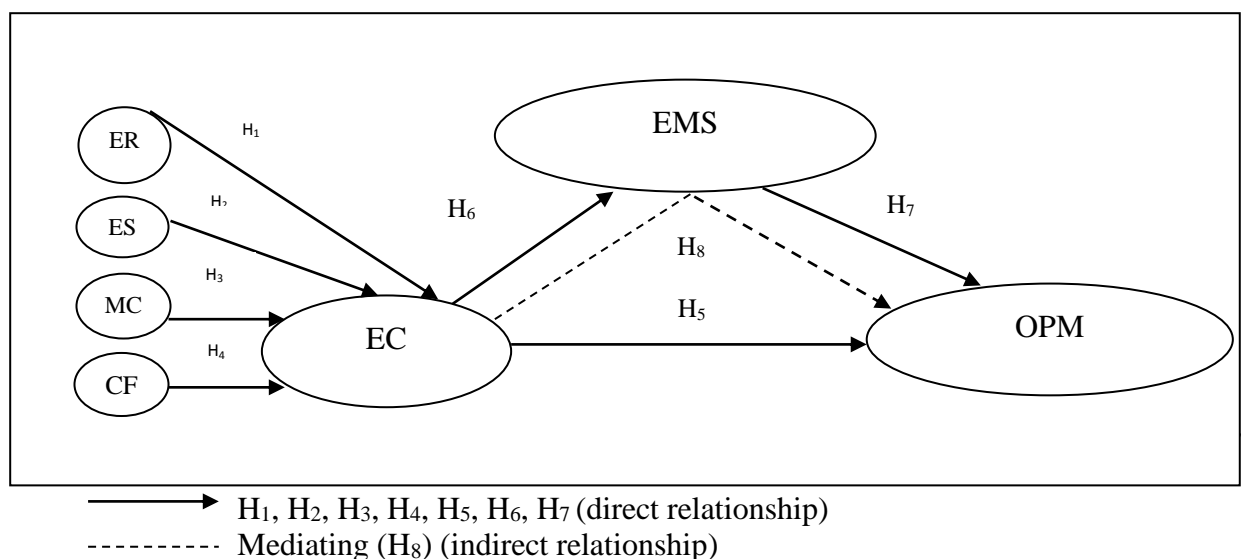 EMS
ER
H₁
H₂
ES
H₆
H₇
H₈
H₃
MC
H₅
EC
OPM
H₄
CF
H₁, H₂, H₃, H₄, H₅, H₆, H₇ (direct relationship)
Mediating (H₈) (indirect relationship)